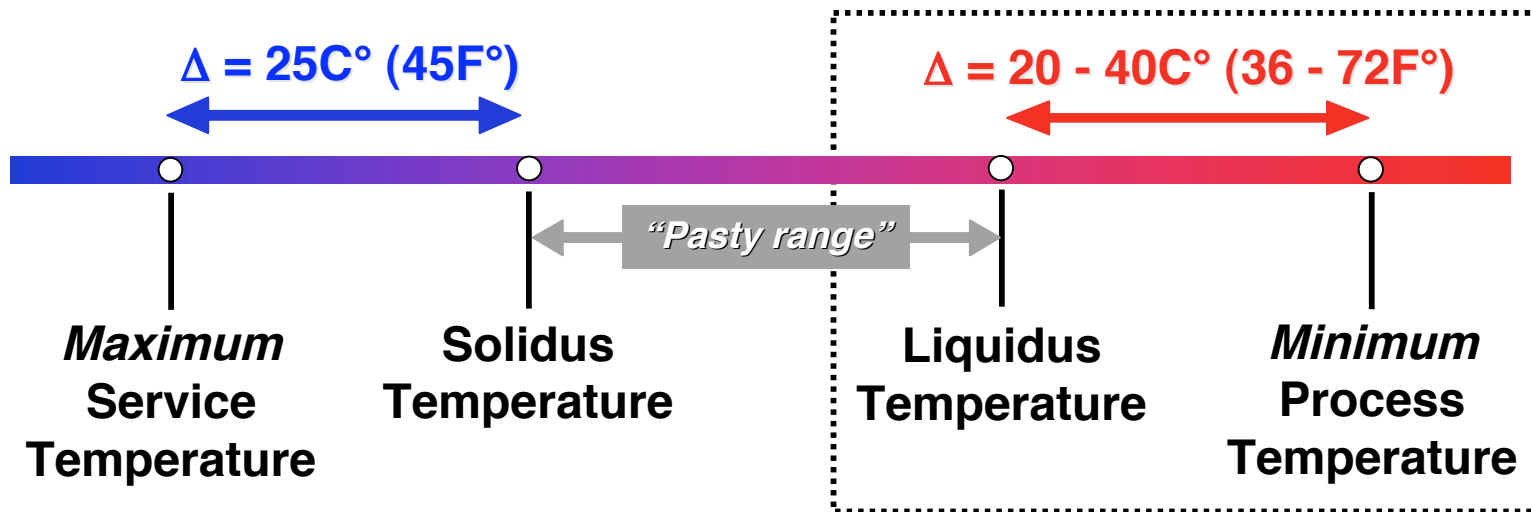 Δ = 25C° (45F°)
Δ = 20 - 40C° (36 - 72F°)
“Pasty range”
Maximum
Service
Temperature
Solidus
Temperature
Liquidus
Temperature
Minimum
Process
Temperature